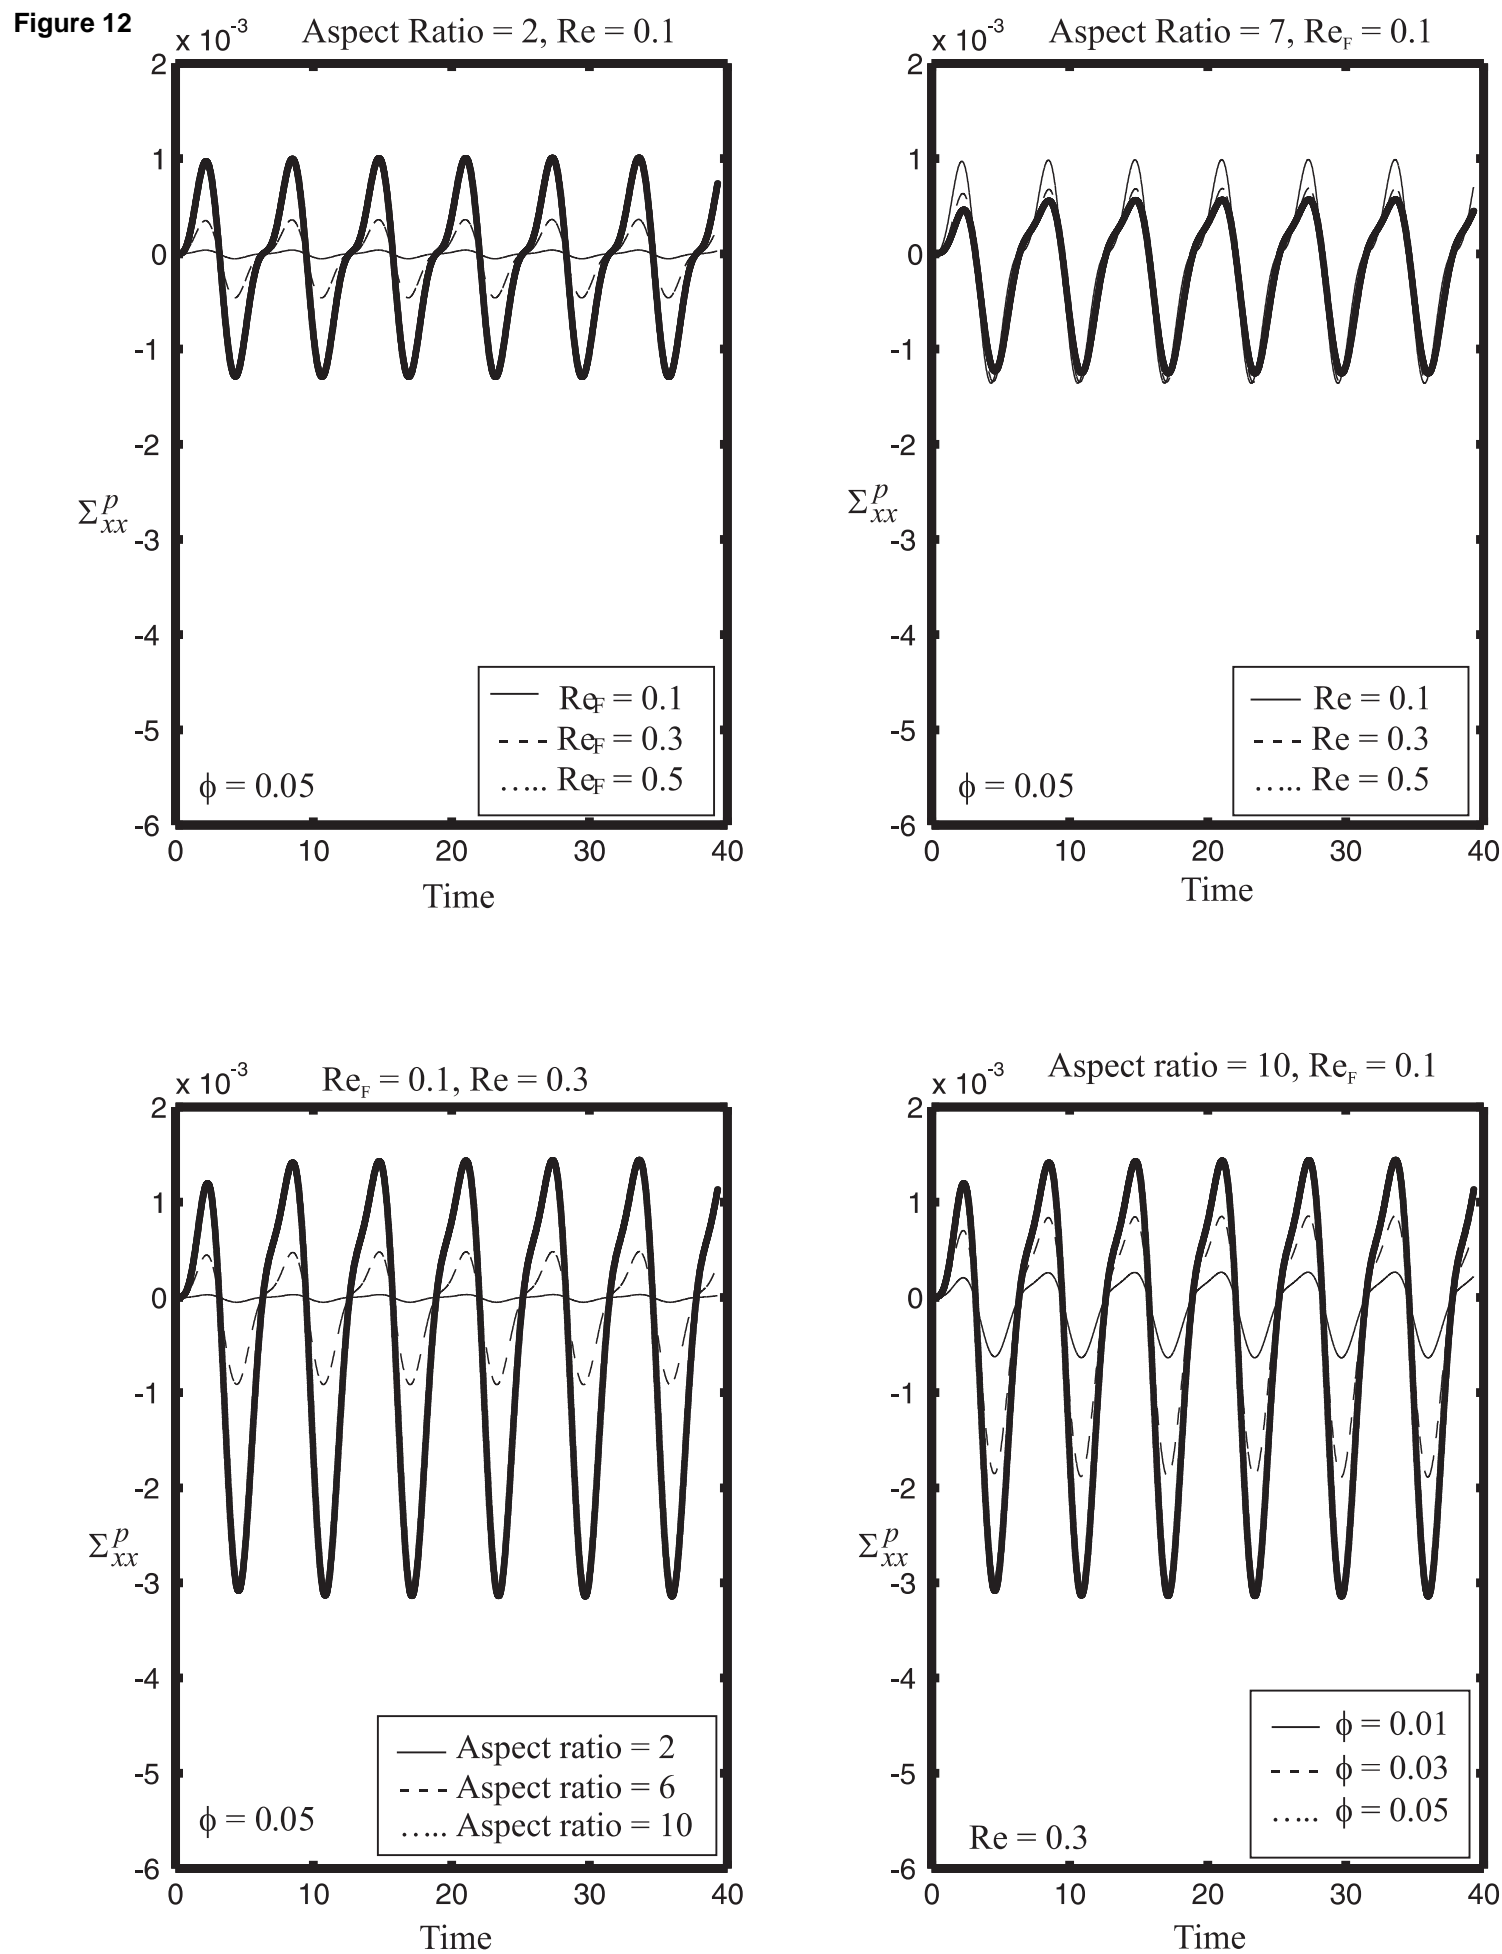 Figure 12
x 10-3
Aspect Ratio = 2, Re = 0.1
2
1
0
-1
-2
-3
-4
-5
-6
Σpxx
ReF = 0.1
ReF = 0.3
ReF = 0.5
ϕ = 0.05
0 10 20 30 40
Time
x 10-3
Aspect Ratio = 7, ReF = 0.1
2
1
0
-1
-2
-3
-4
-5
-6
Σpxx
Re = 0.1
Re = 0.3
Re = 0.5
ϕ = 0.05
0 10 20 30 40
Time
x 10-3
ReF = 0.1, Re = 0.3
2
1
0
-1
-2
-3
-4
-5
-6
Σpxx
Aspect ratio = 2
Aspect ratio = 6
Aspect ratio = 10
ϕ = 0.05
0 10 20 30 40
Time
x 10-3
Aspect ratio = 10, ReF = 0.1
2
1
0
-1
-2
-3
-4
-5
-6
Σpxx
ϕ = 0.01
ϕ = 0.03
ϕ = 0.05
Re = 0.3
0 10 20 30 40
Time